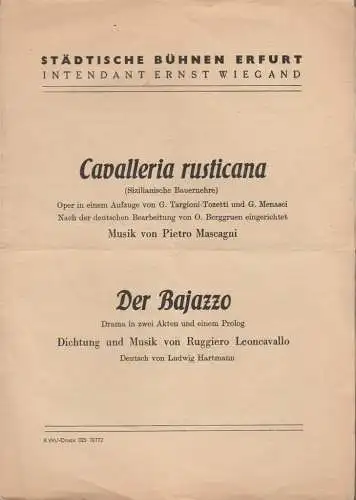 STÄDTISCHE BÜHNEN ERFURT
INTENDANT ERNST WIEGAND
Cavalleria rusticana
(Sizilianische Bauernehre)
Oper in einem Aufzuge von G. Targioni-Tozetti und G. Menasci
Nach der deutschen Bearbeitung von O. Berggruen eingerichtet
Musik von Pietro Mascagni
Der Bajazzo
Drama in zwei Akten und einem Prolog
Dichtung und Musik von Ruggiero Leoncavallo
Deutsch von Ludwig Hartmann